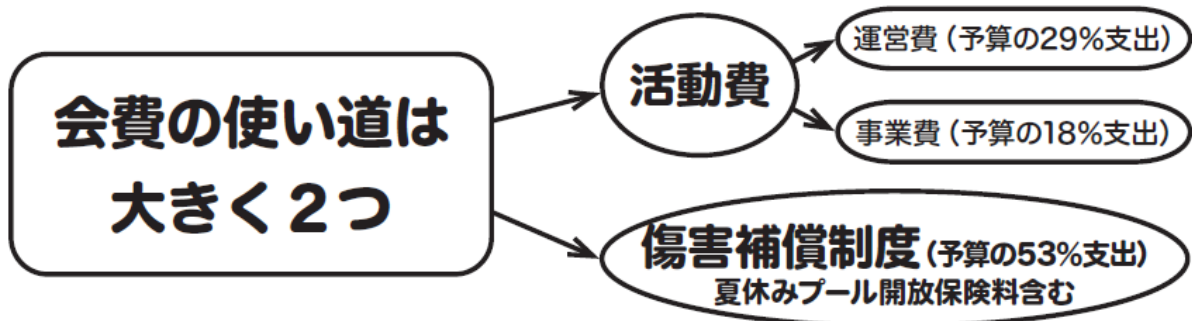 会費の使い道は
大きく2つ
活動費
運営費(予算の29%支出)
事業費(予算の18%支出)
傷害補償制度(予算の53%支出)
夏休みプール開放保険料含む